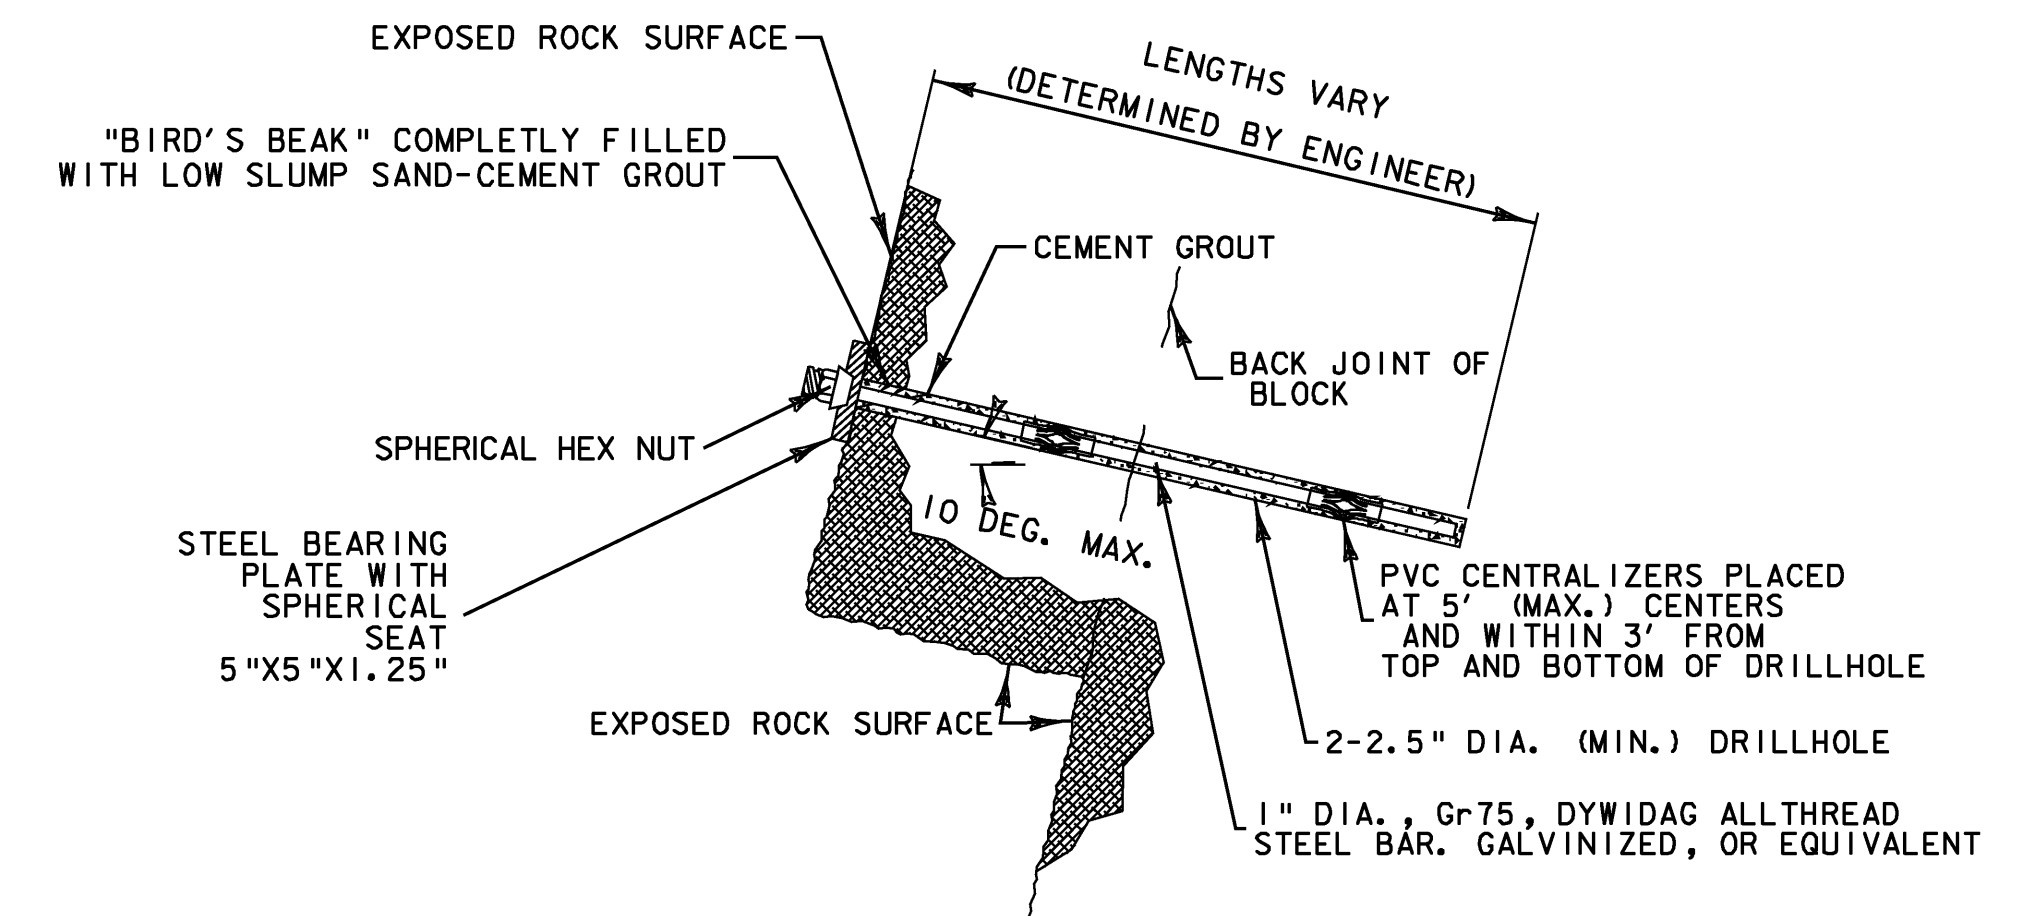 EXPOSED ROCK SURFACE
LENGTHS VARY
(DETERMINED BY ENGINEER)
"BIRD'S BEAK" COMPLETLY FILLED
WITH LOW SLUMP SAND-CEMENT GROUT
CEMENT GROUT
BACK JOINT OF
BLOCK
SPHERICAL HEX NUT
10 DEG. MAX.
STEEL BEARING
PLATE WITH
SPHERICAL
SEAT
5"X5"X1.25"
PVC CENTRALIZERS PLACED
AT 5' (MAX.) CENTERS
AND WITHIN 3' FROM
TOP AND BOTTOM OF DRILLHOLE
EXPOSED ROCK SURFACE
2-2.5" DIA. (MIN.) DRILLHOLE
1" DIA., Gr75, DYWIDAG ALLTHREAD
STEEL BAR. GALVINIZED, OR EQUIVALENT